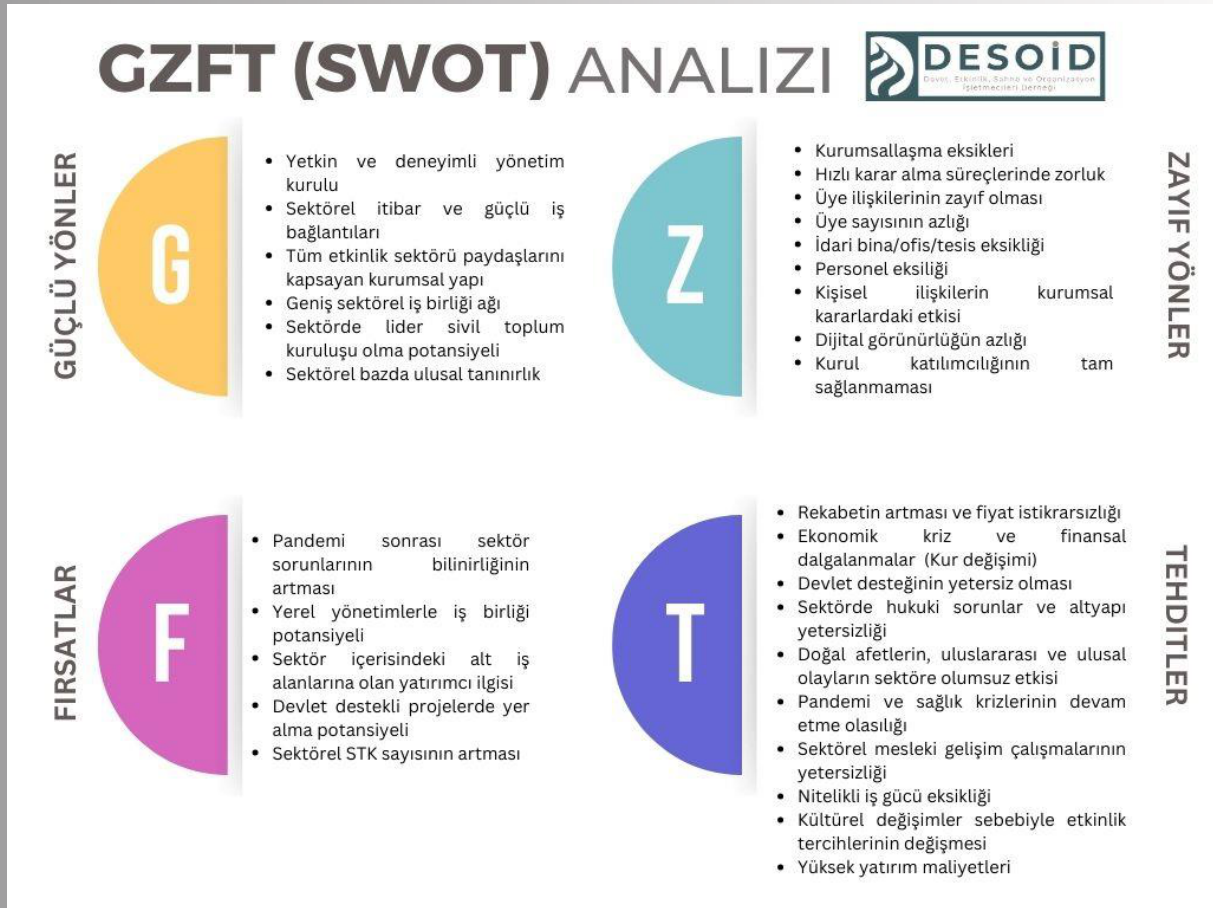 GZFT (SWOT) ANALIZI
DESOİD
Davet, Etkinlik, Sahne ve Organizasyon
İşletmecileri Derneği
GÜÇLÜ YÖNLER
G
• Yetkin ve deneyimli yönetim
kurulu
• Sektörel itibar ve güçlü iş
bağlantıları
• Tüm etkinlik sektörü paydaşlarını
kapsayan kurumsal yapı
• Geniş sektörel iş birliği ağı
• Sektörde lider sivil toplum
kuruluşu olma potansiyeli
• Sektörel bazda ulusal tanınırlık
ZAYIF YÖNLER
Z
• Kurumsallaşma eksikleri
• Hızlı karar alma süreçlerinde zorluk
• Üye ilişkilerinin zayıf olması
• Üye sayısının azlığı
• İdari bina/ofis/tesis eksikliği
• Personel eksiliği
• Kişisel ilişkilerin kurumsal
kararlardaki etkisi
• Dijital görünürlüğün azlığı
• Kurul katılımcılığının tam
sağlanmaması
FIRSATLAR
F
• Pandemi sonrası sektör
sorunlarının bilinirliğinin
artması
• Yerel yönetimlerle iş birliği
potansiyeli
• Sektör içerisindeki alt iş
alanlarına olan yatırımcı ilgisi
• Devlet destekli projelerde yer
alma potansiyeli
• Sektörel STK sayısının artması
TEHDITLER
T
• Rekabetin artması ve fiyat istikrarsızlığı
• Ekonomik kriz ve finansal
dalgalanmalar (Kur değişimi)
• Devlet desteğinin yetersiz olması
• Sektörde hukuki sorunlar ve altyapı
yetersizliği
• Doğal afetlerin, uluslararası ve ulusal
olayların sektöre olumsuz etkisi
• Pandemi ve sağlık krizlerinin devam
etme olasılığı
• Sektörel mesleki gelişim çalışmalarının
yetersizliği
• Nitelikli iş gücü eksikliği
• Kültürel değişimler sebebiyle etkinlik
tercihlerinin değişmesi
• Yüksek yatırım maliyetleri